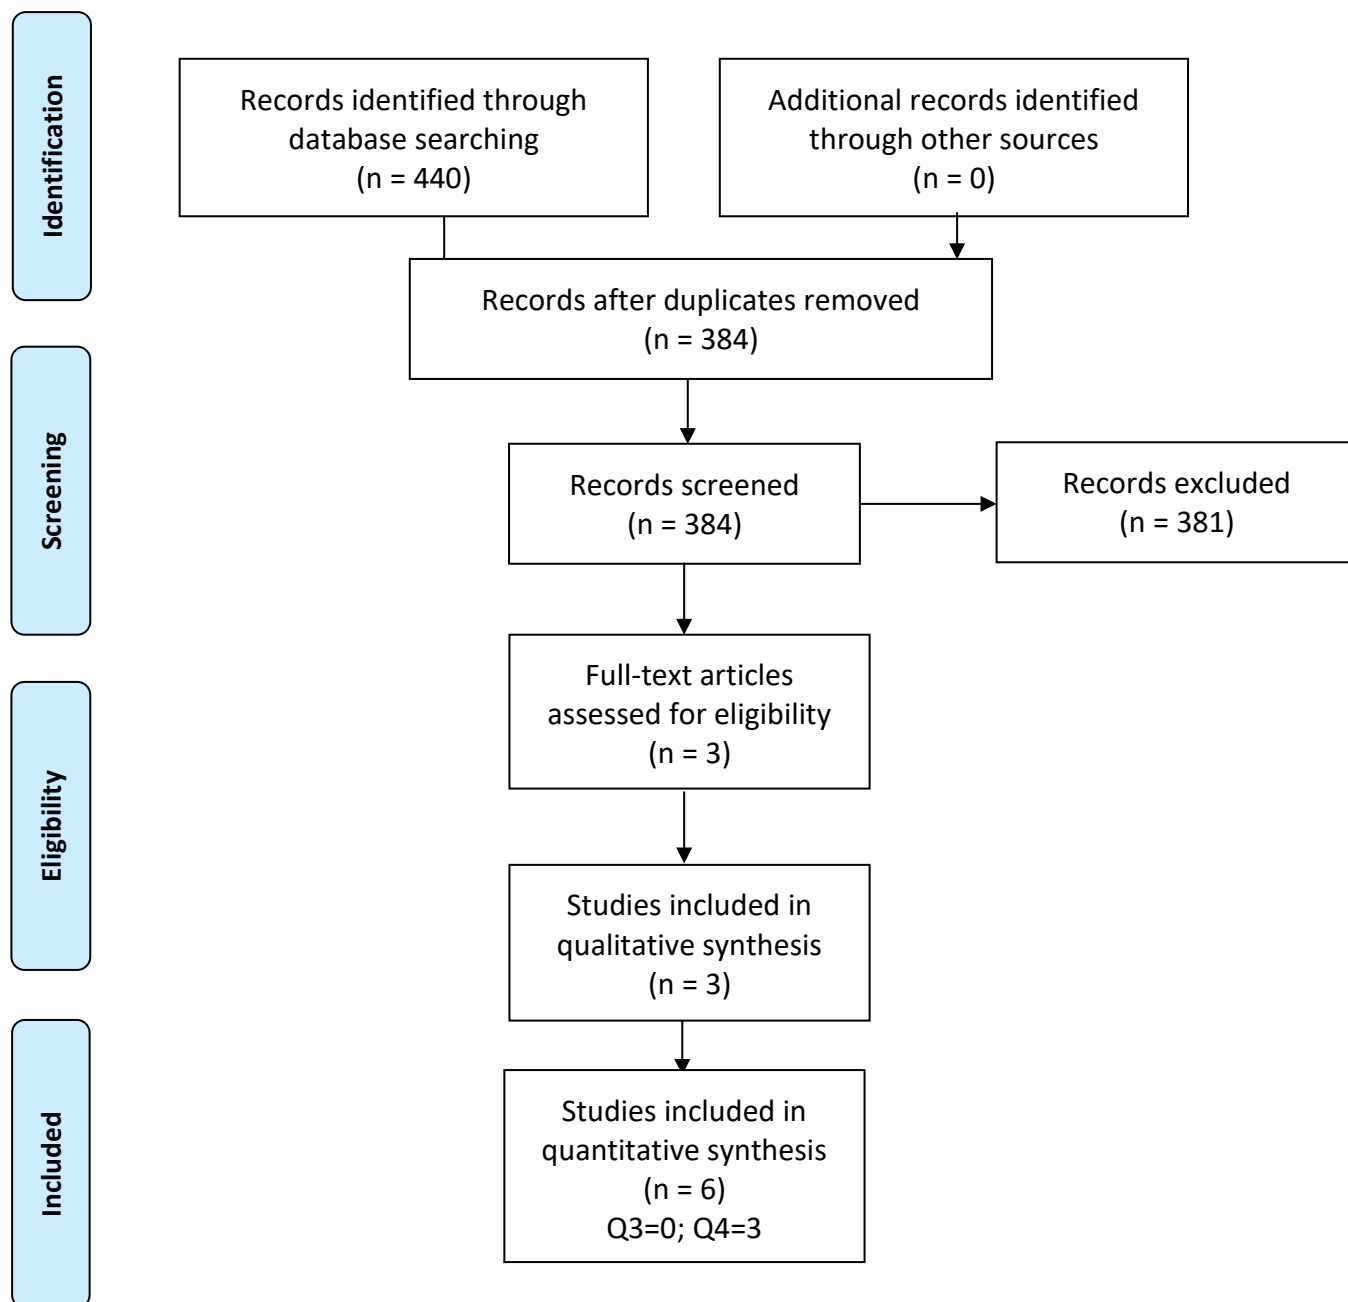 Identification
Records identified through
database searching
(n = 440)
Additional records identified
through other sources
(n = 0)
Records after duplicates removed
(n = 384)
Screening
Records screened
(n = 384)
Records excluded
(n = 381)
Full-text articles
assessed for eligibility
(n = 3)
Eligibility
Studies included in
qualitative synthesis
(n = 3)
Included
Studies included in
quantitative synthesis
(n = 6)
Q3=0; Q4=3